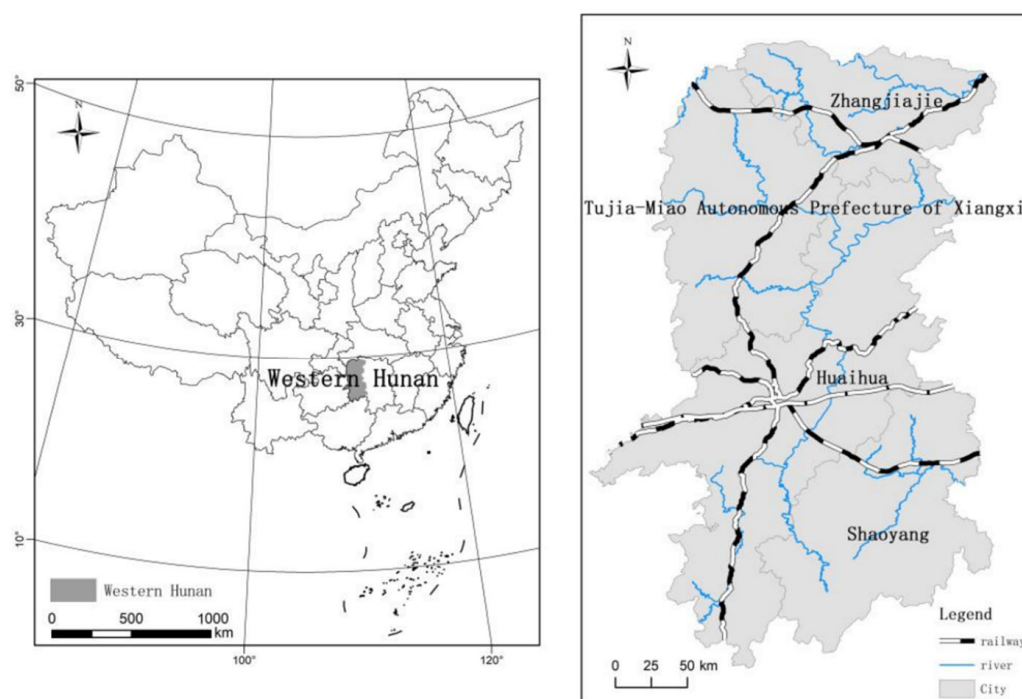 50°
N
30°
Western Hunan
10°
Western Hunan
0 500 1000
km
100° 120°
N
Zhangjiajie
Tujia-Miao Autonomous Prefecture of Xiangxi
Huaihua
Shaoyang
Legend
railway
river
City
0 25 50 km